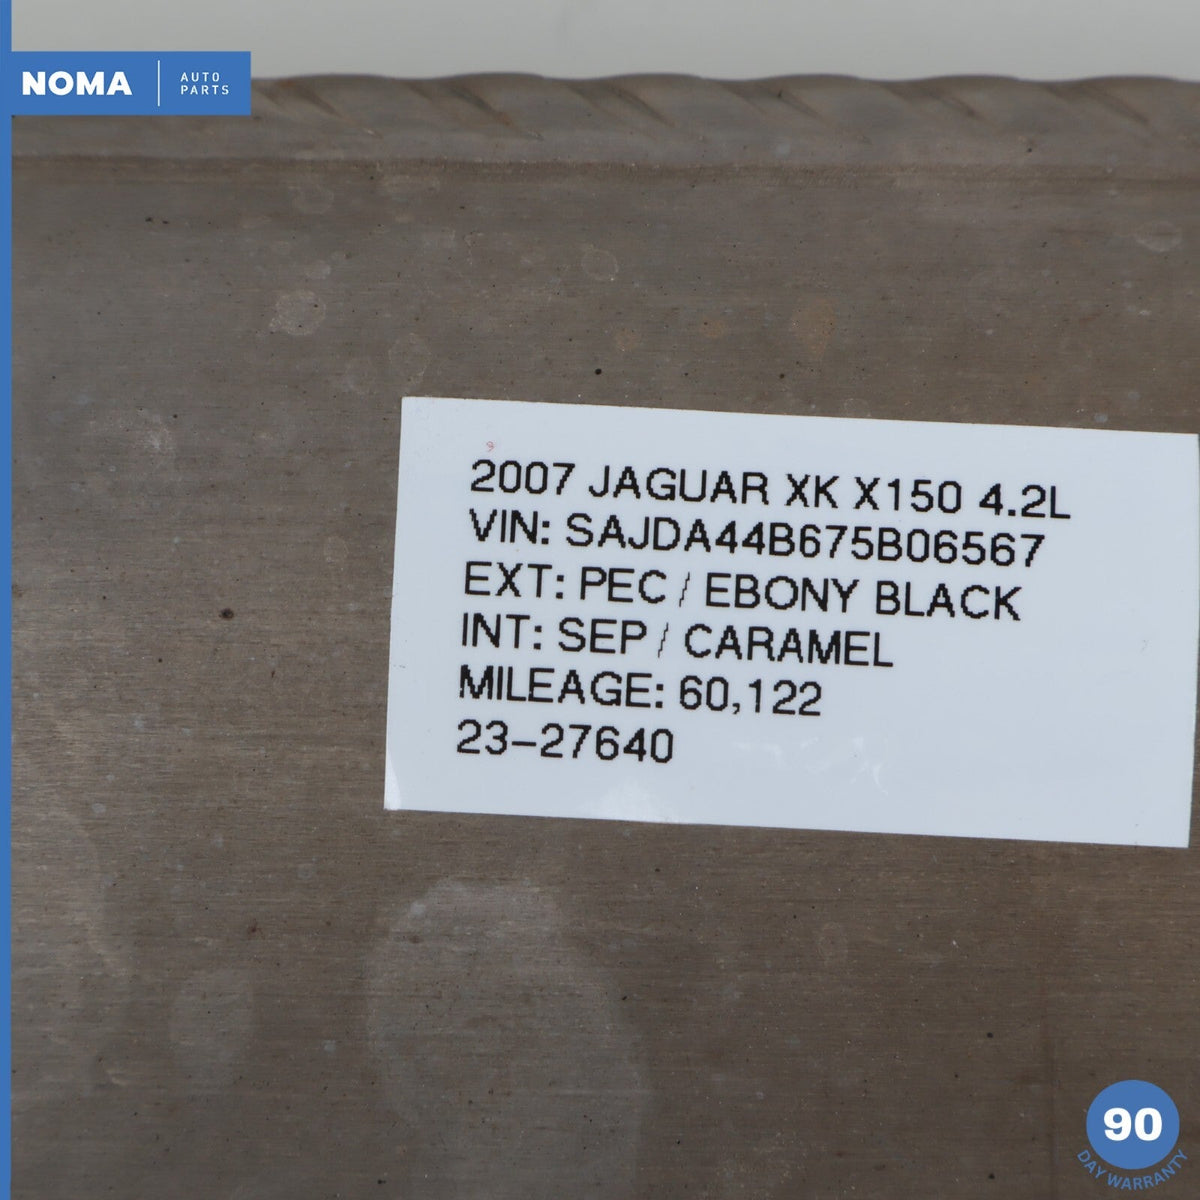 NOMA
AUTO
PARTS
2007 JAGUAR XK X150 4.2L
VIN: SAJDA44B675B06567
EXT: PEC / EBONY BLACK
INT: SEP / CARAMEL
MILEAGE: 60,122
23-27640
90
DAY WARRANTY